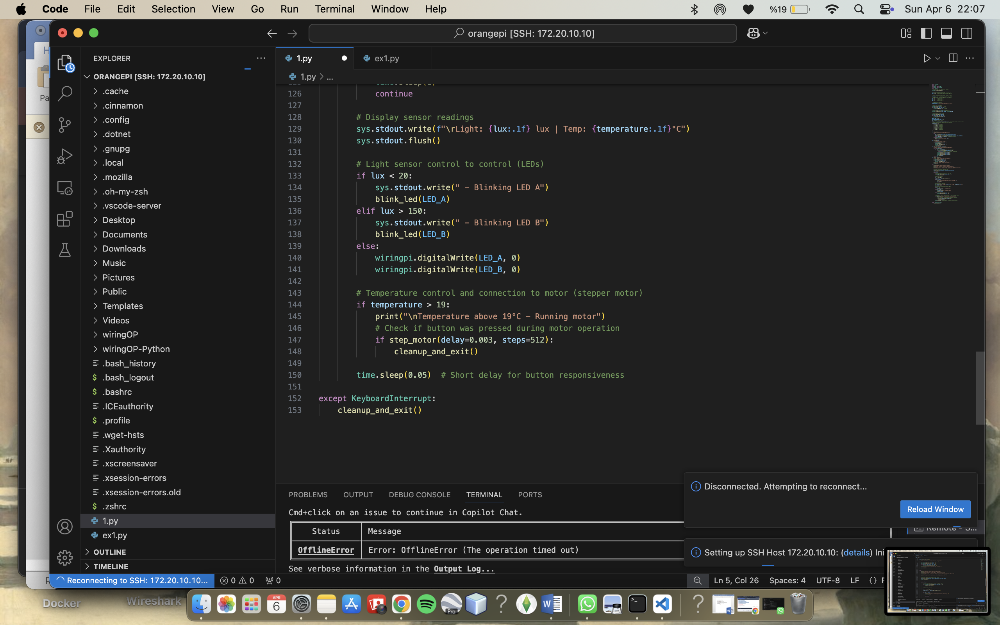 Code File Edit Selection View Go Run Terminal Window Help %19 Sun Apr 6 22:07
orangepi [SSH: 172.20.10.10]
EXPLORER
ORANGEPI [SSH: 172.20.10.10]
.cache
.cinnamon
.config
.dotnet
.gnupg
.local
.mozilla
.oh-my-zsh
.vscode-server
Desktop
Documents
Downloads
Music
Pictures
Public
Templates
Videos
wiringOP
wiringOP-Python
.bash_history
$ .bash_logout
$ .bashrc
.ICEauthority
$ .profile
.wget-hsts
.Xauthority
.xscreensaver
.xsession-errors
.xsession-errors.old
$ .zshrc
1.py
ex1.py
OUTLINE
TIMELINE
1.py ex1.py
1.py > ...
126 continue
127
128 # Display sensor readings
129 sys.stdout.write(f"\rLight: {lux:.1f} lux | Temp: {temperature:.1f}°C")
130 sys.stdout.flush()
131
132 # Light sensor control to control (LEDs)
133 if lux < 20:
134 sys.stdout.write(" – Blinking LED A")
135 blink_led(LED_A)
136 elif lux > 150:
137 sys.stdout.write(" – Blinking LED B")
138 blink_led(LED_B)
139 else:
140 wiringpi.digitalWrite(LED_A, 0)
141 wiringpi.digitalWrite(LED_B, 0)
142
143 # Temperature control and connection to motor (stepper motor)
144 if temperature > 19:
145 print("\nTemperature above 19°C – Running motor")
146 # Check if button was pressed during motor operation
147 if step_motor(delay=0.003, steps=512):
148 cleanup_and_exit()
149
150 time.sleep(0.05) # Short delay for button responsiveness
151
152 except KeyboardInterrupt:
153 cleanup_and_exit()
PROBLEMS OUTPUT DEBUG CONSOLE TERMINAL PORTS
Cmd+click on an issue to continue in Copilot Chat.
Status Message
OfflineError Error: OfflineError (The operation timed out)
See verbose information in the Output Log...
Disconnected. Attempting to reconnect...
Reload Window
Setting up SSH Host 172.20.10.10: (details) Ini
Reconnecting to SSH: 172.20.10.10... 0 0 0 Ln 5, Col 26 Spaces: 4 UTF-8 LF {}
Docker Wireshark
APR
6
Pro